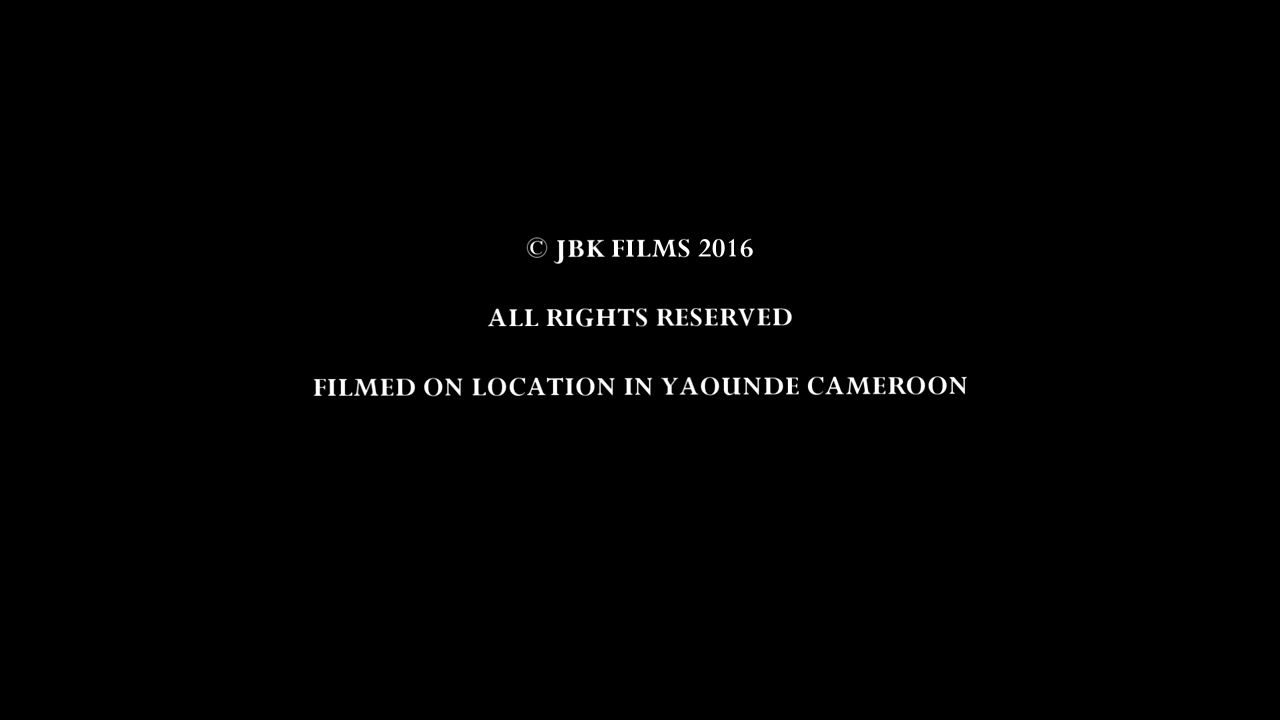 © JBK FILMS 2016
ALL RIGHTS RESERVED
FILMED ON LOCATION IN YAOUNDE CAMEROON